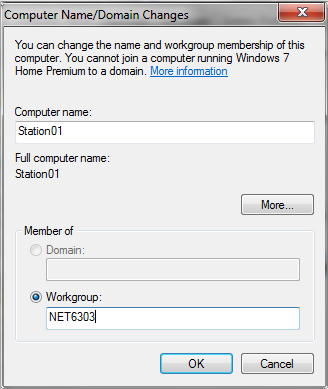 Computer Name/Domain Changes
You can change the name and workgroup membership of this
computer. You cannot join a computer running Windows 7
Home Premium to a domain. More information
Computer name:
Station01
Full computer name:
Station01
More...
Member of
Domain:
Workgroup:
NET6303
OK
Cancel